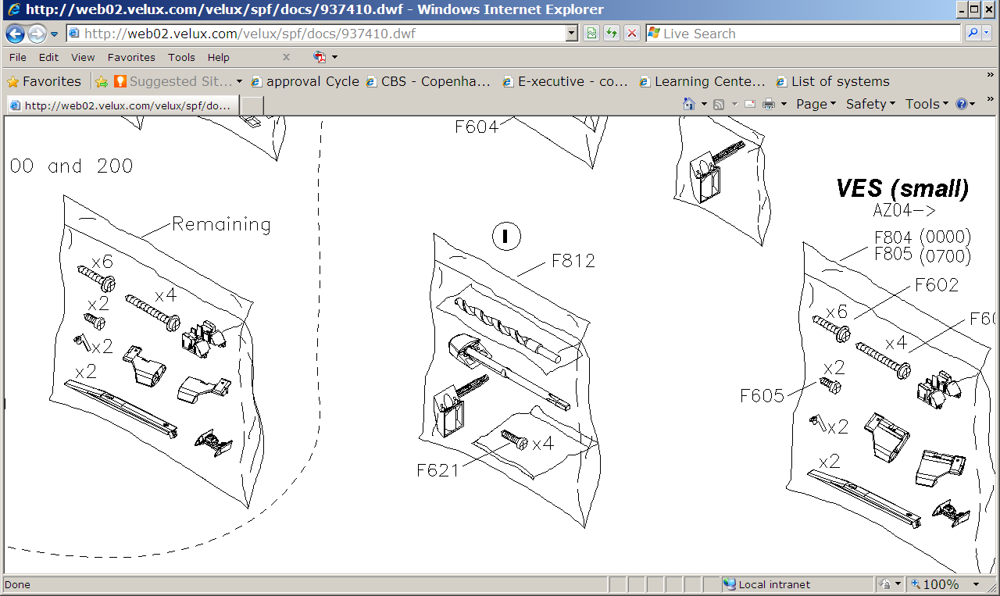 http://web02.velux.com/velux/spf/docs/937410.dwf - Windows Internet Explorer
http://web02.velux.com/velux/spf/docs/937410.dwf
Live Search
File Edit View Favorites Tools Help
x
Favorites Suggested Sit... approval Cycle CBS - Copenha... E-xecutive - co... Learning Cente... List of systems
http://web02.velux.com/velux/spf/do...
Page Safety Tools
F604
00 and 200
VES (small)
AZ04->
Remaining
I
F804 (0000)
F805 (0700)
F812
F602
x6
x4
x2
x2
x2
F621
x4
x6
x4
x2
F605
x2
x2
Done
Local intranet
100%